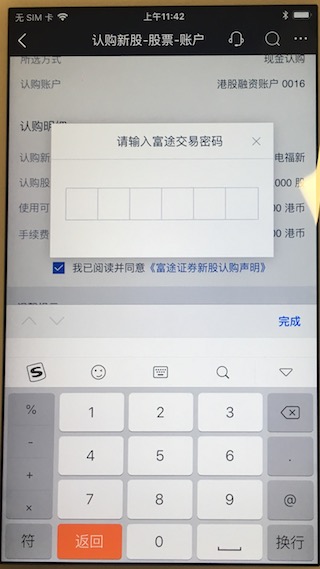 无 SIM 卡
上午11:42
认购新股-股票-账户
所选方式
现金认购
认购账户
港股融资账户 0016
认购明细
请输入富途交易密码
认购新
电福新
认购股
000 股
使用可
0 港币
手续费
00 港币
我已阅读并同意《富途证券新股认购声明》
完成
S
%
1
2
3
-
4
5
6
.
+
7
8
9
@
×
符
返回
0
换行